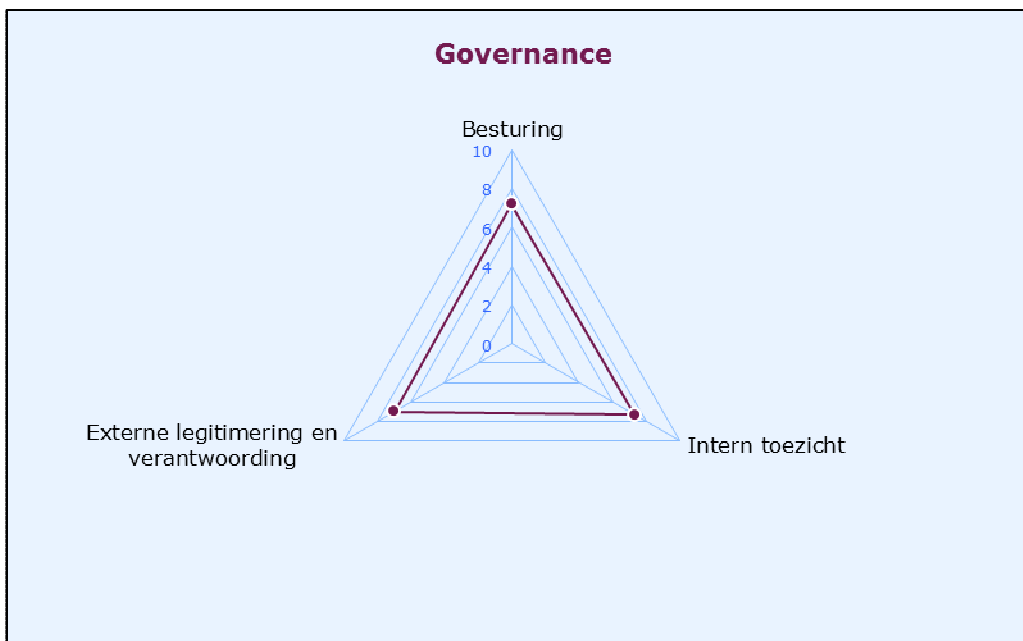 Governance
Besturing
10
8
6
4
2
0
Externe legitimering en
verantwoording
Intern toezicht